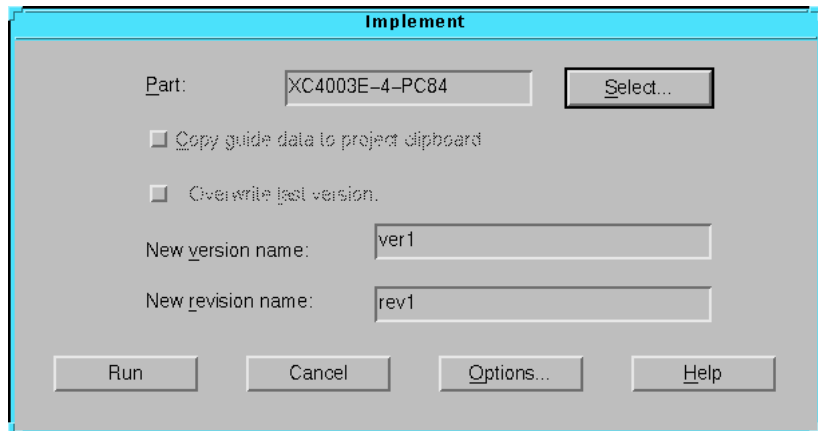 Implement
Part: XC4003E-4-PC84 Select...
Copy guide data to project clipboard
Overwrite last version.
New version name: ver1
New revision name: rev1
Run Cancel Options... Help